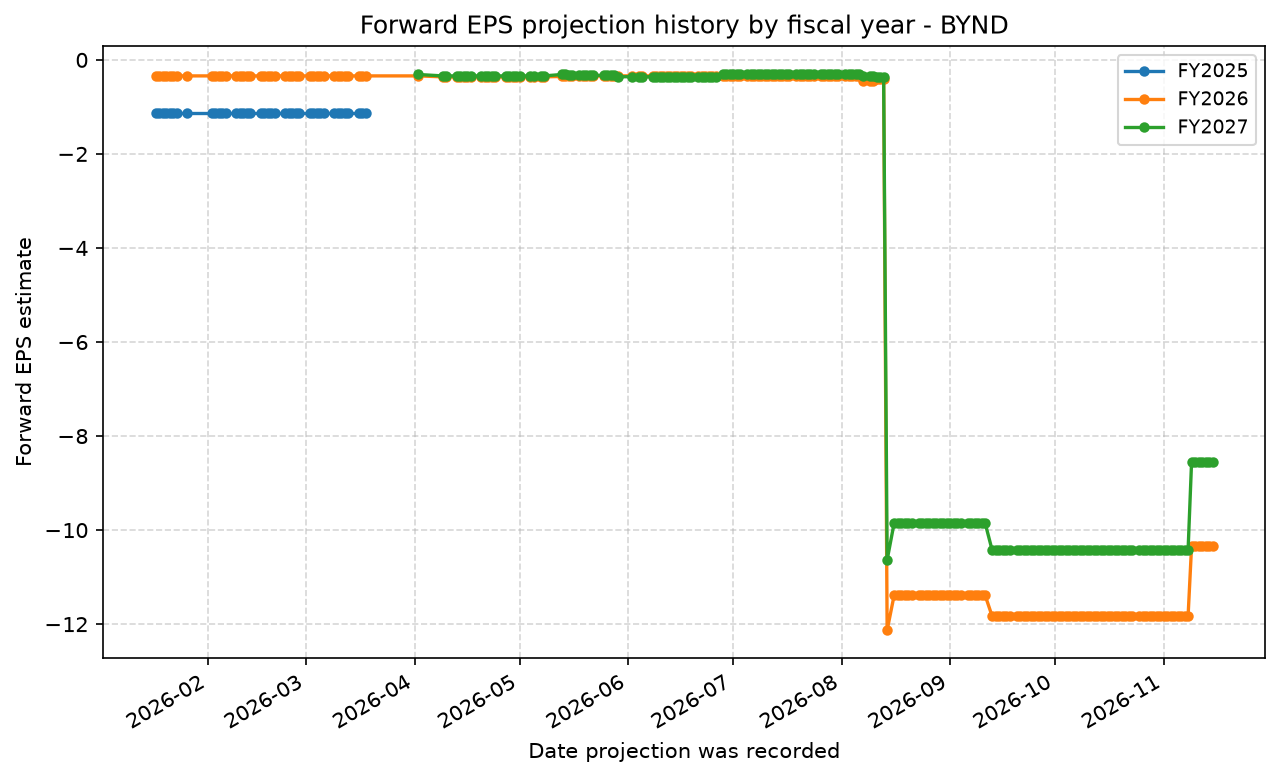 Forward EPS projection history by fiscal year - BYND
FY2025
FY2026
FY2027
Forward EPS estimate
0
−2
−4
−6
−8
−10
−12
2026-02
2026-03
2026-04
2026-05
2026-06
2026-07
2026-08
2026-09
2026-10
2026-11
Date projection was recorded